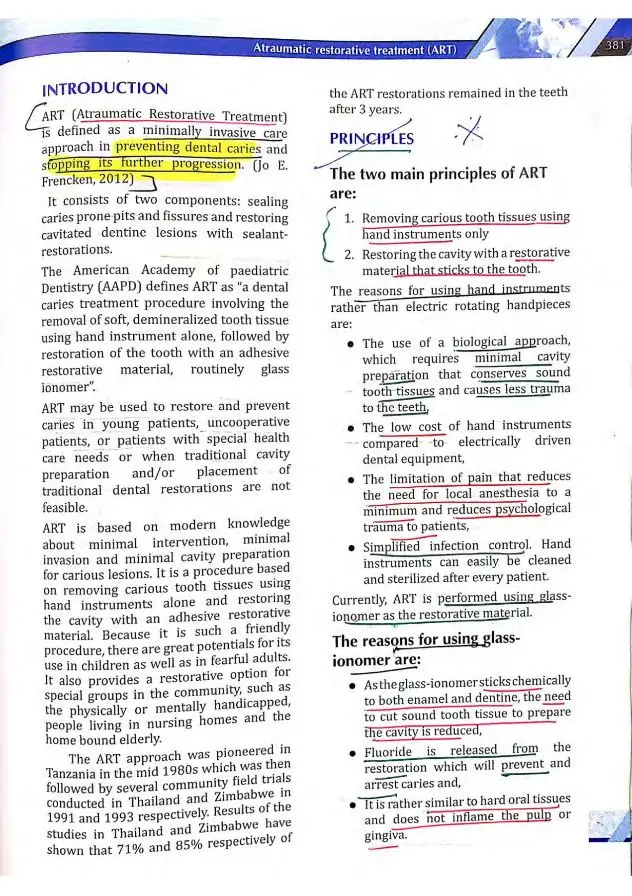 Atraumatic restorative treatment (ART)
381
INTRODUCTION
ART (Atraumatic Restorative Treatment)
is defined as a minimally invasive care
approach in preventing dental caries and
stopping its further progression. (Jo E.
Frencken, 2012)
It consists of two components: sealing
caries prone pits and fissures and restoring
cavitated dentine lesions with sealant-
restorations.
The American Academy of paediatric
Dentistry (AAPD) defines ART as “a dental
caries treatment procedure involving the
removal of soft, demineralized tooth tissue
using hand instrument alone, followed by
restoration of the tooth with an adhesive
restorative material, routinely glass
ionomer”.
ART may be used to restore and prevent
caries in young patients, uncooperative
patients, or patients with special health
care needs or when traditional cavity
preparation and/or placement of
traditional dental restorations are not
feasible.
ART is based on modern knowledge
about minimal intervention, minimal
invasion and minimal cavity preparation
for carious lesions. It is a procedure based
on removing carious tooth tissues using
hand instruments alone and restoring
the cavity with an adhesive restorative
material. Because it is such a friendly
procedure, there are great potentials for its
use in children as well as in fearful adults.
It also provides a restorative option for
special groups in the community, such as
the physically or mentally handicapped,
people living in nursing homes and the
home bound elderly.
The ART approach was pioneered in
Tanzania in the mid 1980s which was then
followed by several community field trials
conducted in Thailand and Zimbabwe in
1991 and 1993 respectively. Results of the
studies in Thailand and Zimbabwe have
shown that 71% and 85% respectively of
the ART restorations remained in the teeth
after 3 years.
PRINCIPLES
The two main principles of ART
are:
1. Removing carious tooth tissues using
hand instruments only
2. Restoring the cavity with a restorative
material that sticks to the tooth.
The reasons for using hand instruments
rather than electric rotating handpieces
are:
• The use of a biological approach,
which requires minimal cavity
preparation that conserves sound
tooth tissues and causes less trauma
to the teeth,
• The low cost of hand instruments
compared to electrically driven
dental equipment,
• The limitation of pain that reduces
the need for local anesthesia to a
minimum and reduces psychological
trauma to patients,
• Simplified infection control. Hand
instruments can easily be cleaned
and sterilized after every patient.
Currently, ART is performed using glass-
ionomer as the restorative material.
The reasons for using glass-
ionomer are:
• As the glass-ionomer sticks chemically
to both enamel and dentine, the need
to cut sound tooth tissue to prepare
the cavity is reduced,
• Fluoride is released from the
restoration which will prevent and
arrest caries and,
• It is rather similar to hard oral tissues
and does not inflame the pulp or
gingiva.